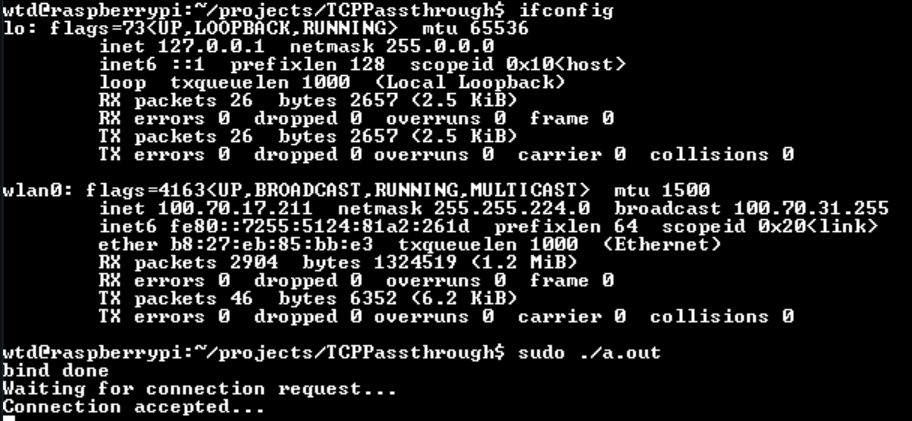 wtd@raspberrypi:~/projects/TCPPassthrough$ ifconfig
lo: flags=73<UP,LOOPBACK,RUNNING>  mtu 65536
        inet 127.0.0.1  netmask 255.0.0.0
        inet6 ::1  prefixlen 128  scopeid 0x10<host>
        loop  txqueuelen 1000  (Local Loopback)
        RX packets 26  bytes 2657 (2.5 KiB)
        RX errors 0  dropped 0  overruns 0  frame 0
        TX packets 26  bytes 2657 (2.5 KiB)
        TX errors 0  dropped 0 overruns 0  carrier 0  collisions 0

wlan0: flags=4163<UP,BROADCAST,RUNNING,MULTICAST>  mtu 1500
        inet 100.70.17.211  netmask 255.255.224.0  broadcast 100.70.31.255
        inet6 fe80::7255:5124:81a2:261d  prefixlen 64  scopeid 0x20<link>
        ether b8:27:eb:85:bb:e3  txqueuelen 1000  (Ethernet)
        RX packets 2904  bytes 1324519 (1.2 MiB)
        RX errors 0  dropped 0  overruns 0  frame 0
        TX packets 46  bytes 6352 (6.2 KiB)
        TX errors 0  dropped 0 overruns 0  carrier 0  collisions 0

wtd@raspberrypi:~/projects/TCPPassthrough$ sudo ./a.out
bind done
Waiting for connection request...
Connection accepted...